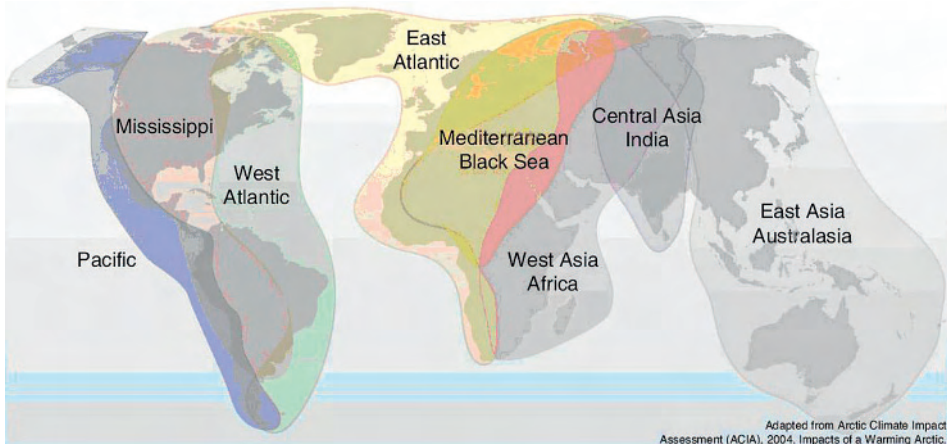 East
Atlantic
Mississippi
Central Asia
India
Mediterranean
Black Sea
West
Atlantic
East Asia
Australasia
Pacific
West Asia
Africa
Adapted from Arctic Climate Impact
Assessment (ACIA), 2004. Impacts of a Warming Arctic.